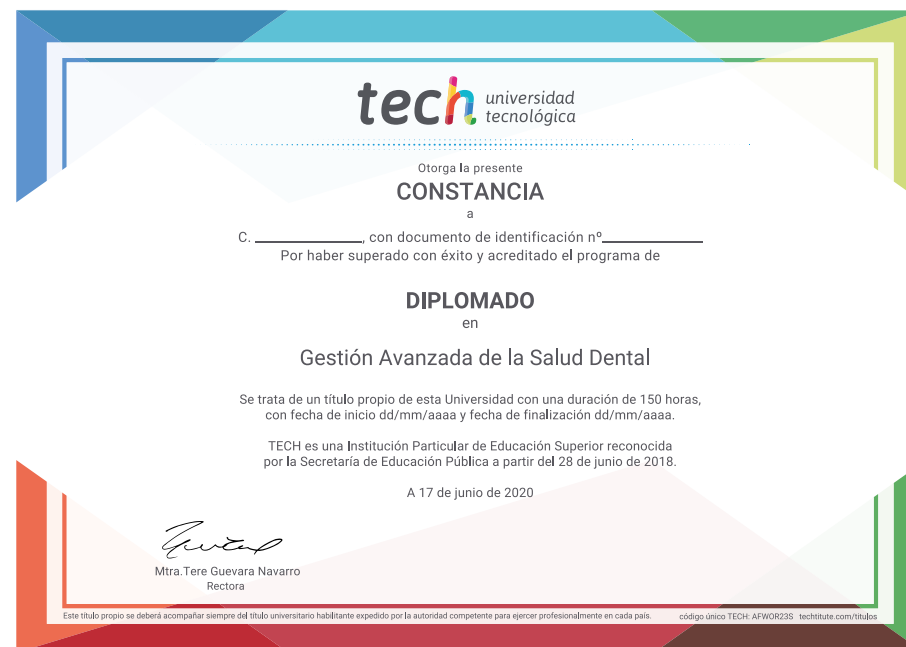 tech universidad
tecnológica
Otorga la presente
CONSTANCIA
a
C. ____________, con documento de identificación nº____________
Por haber superado con éxito y acreditado el programa de
DIPLOMADO
en
Gestión Avanzada de la Salud Dental
Se trata de un título propio de esta Universidad con una duración de 150 horas,
con fecha de inicio dd/mm/aaaa y fecha de finalización dd/mm/aaaa.
TECH es una Institución Particular de Educación Superior reconocida
por la Secretaría de Educación Pública a partir del 28 de junio de 2018.
A 17 de junio de 2020
Mtra.Tere Guevara Navarro
Rectora
Este título propio se deberá acompañar siempre del título universitario habilitante expedido por la autoridad competente para ejercer profesionalmente en cada país. código único TECH: AFWOR23S techtitute.com/titulos